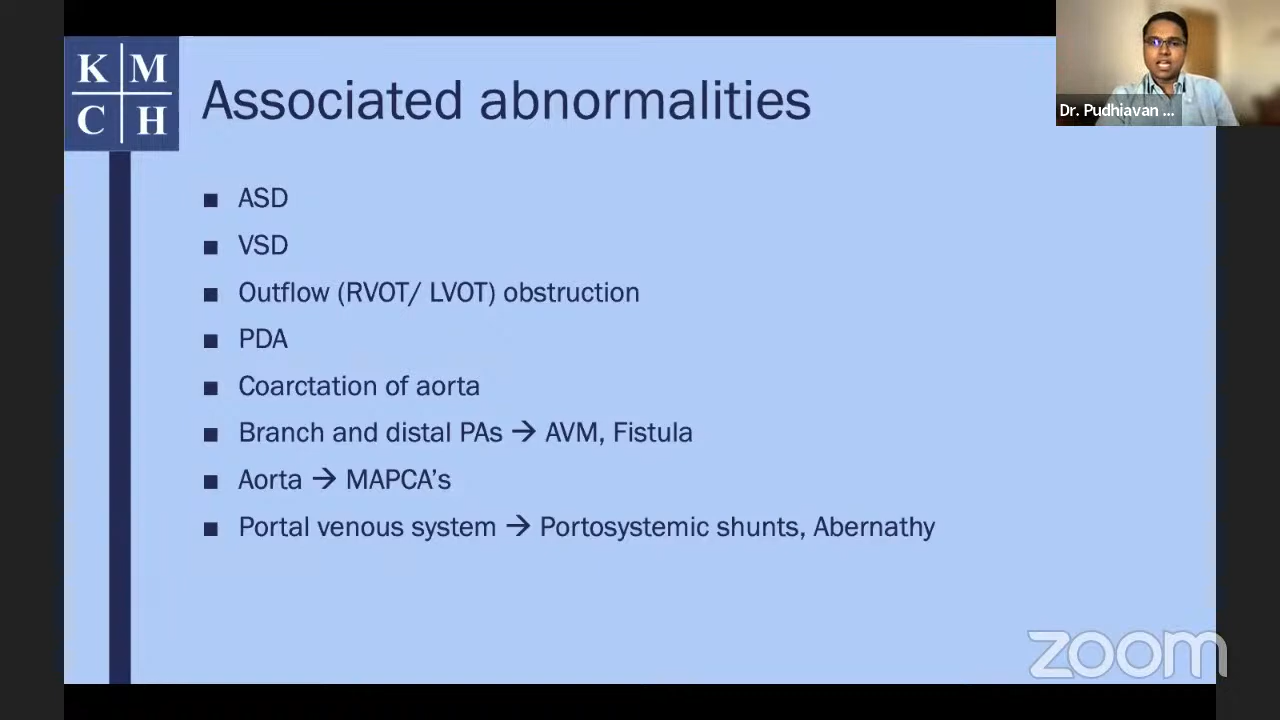 K M
C H
Associated abnormalities
Dr. Pudhiavan ...
ASD
VSD
Outflow (RVOT/ LVOT) obstruction
PDA
Coarctation of aorta
Branch and distal PAs → AVM, Fistula
Aorta → MAPCA's
Portal venous system → Portosystemic shunts, Abernathy
zoom